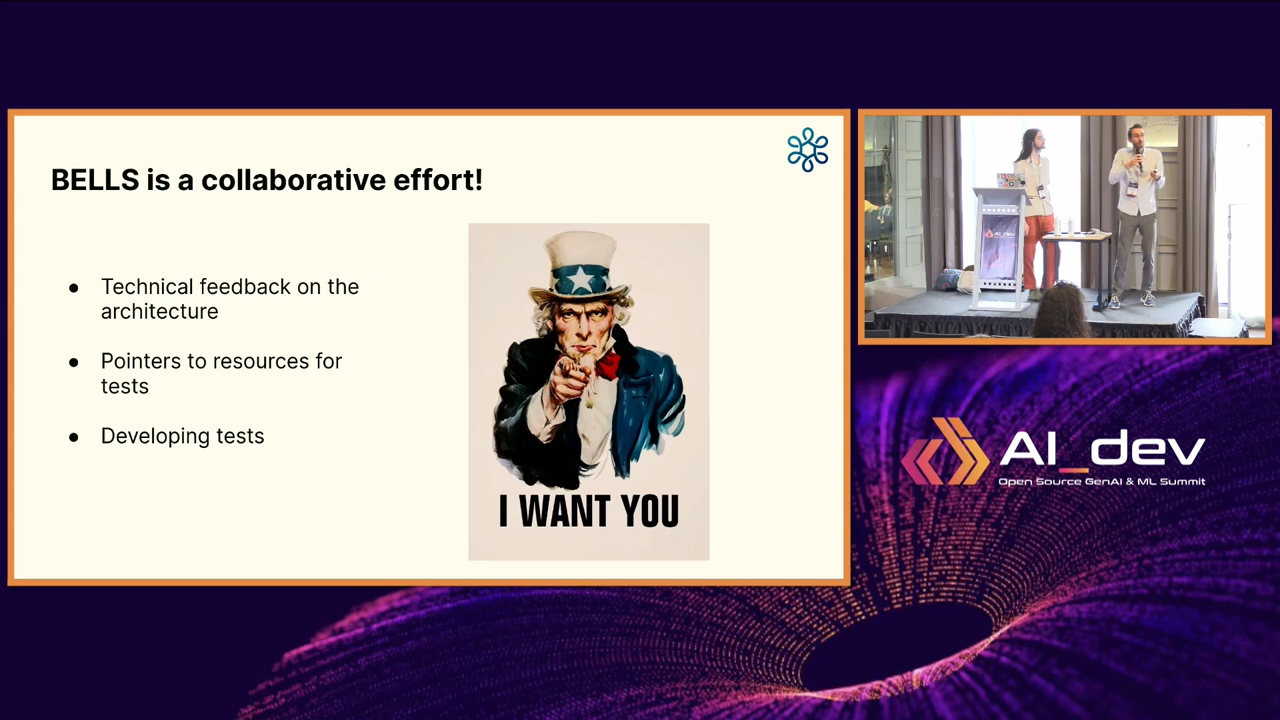 BELLS is a collaborative effort!
● Technical feedback on the
architecture
● Pointers to resources for
tests
● Developing tests
I WANT YOU
AI_dev
AI_dev
Open Source GenAI & ML Summit